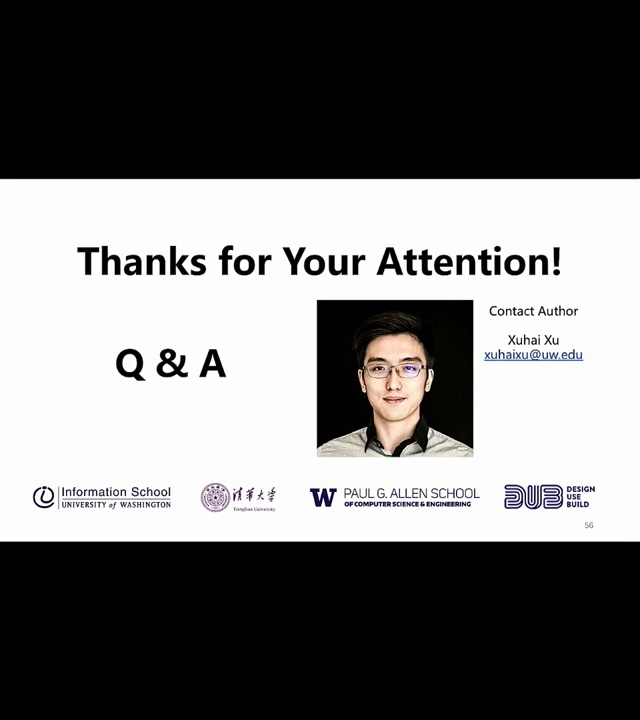 Thanks for Your Attention!
Contact Author
Xuhai Xu
xuhaixu@uw.edu
Q & A
Information School
UNIVERSITY of WASHINGTON
清華大学
Tsinghua University
W PAUL G. ALLEN SCHOOL
OF COMPUTER SCIENCE & ENGINEERING
DUB
DESIGN
USE
BUILD
56